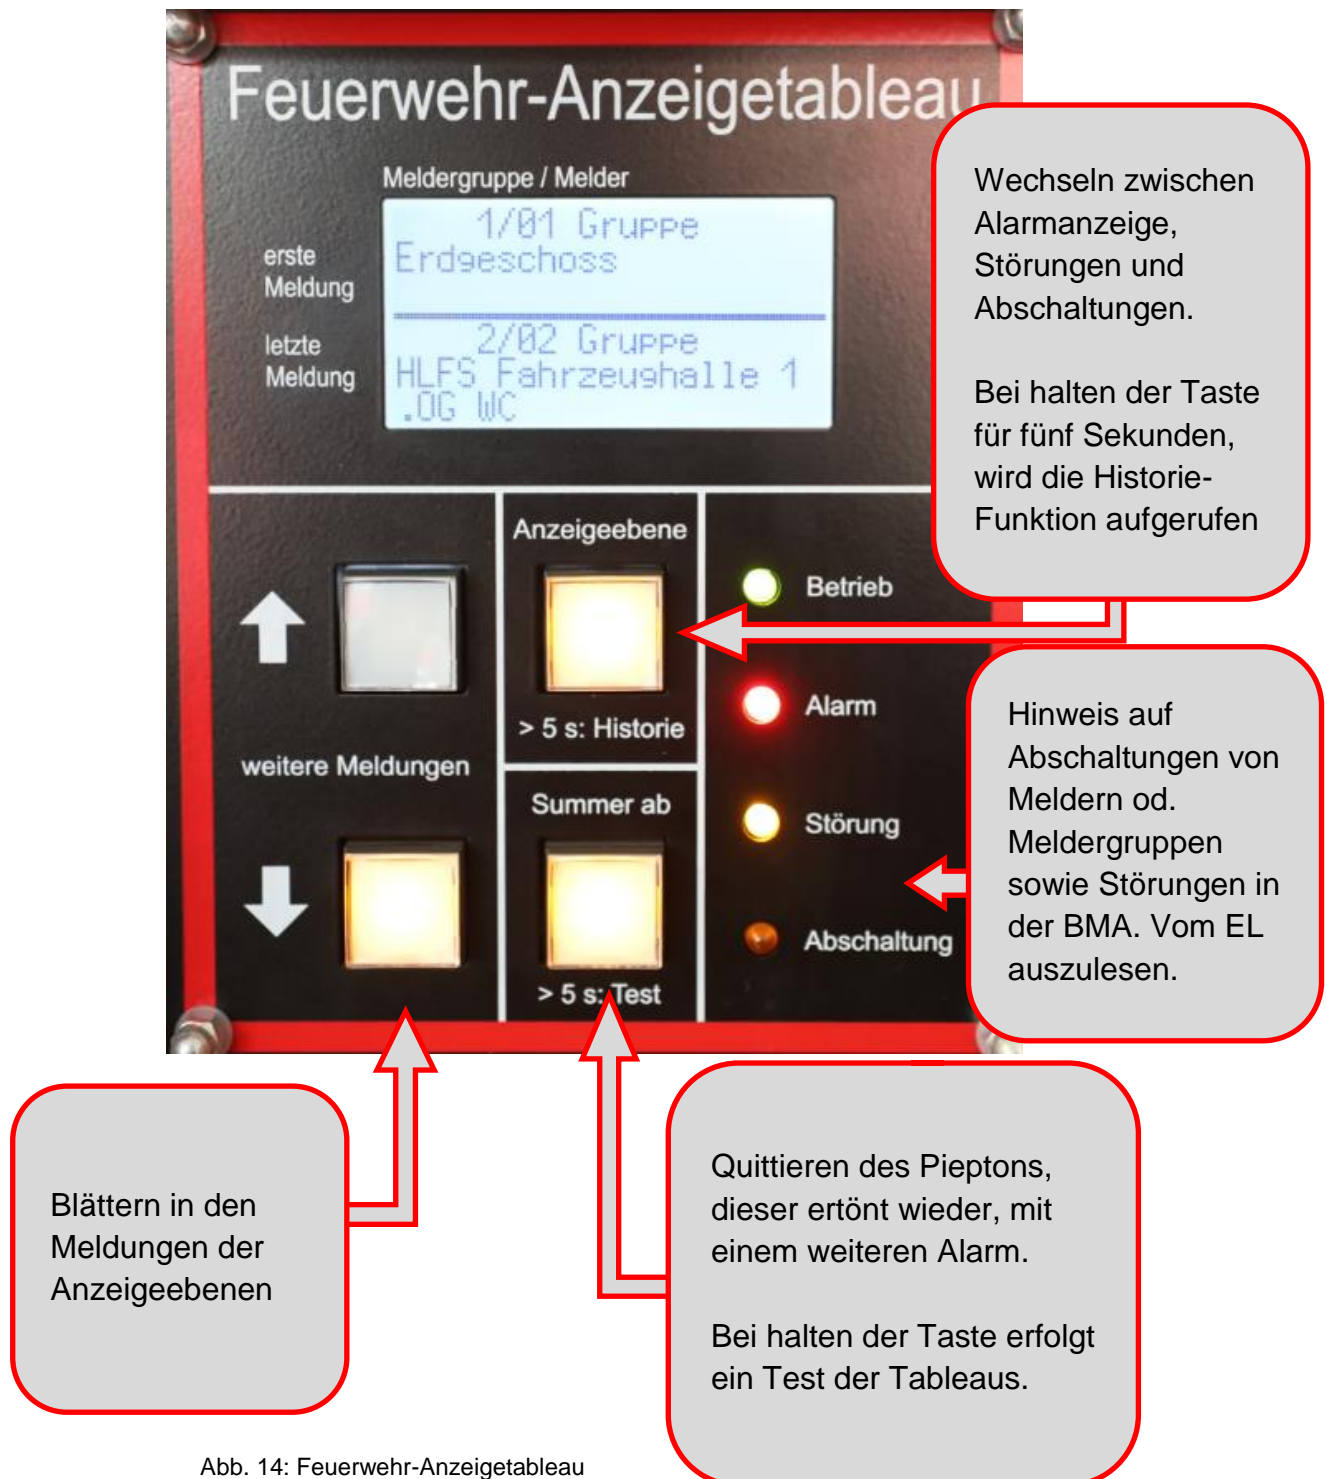 Feuerwehr-Anzeigetableau
Meldergruppe / Melder
erste
Meldung
1/01 Gruppe
Erdgeschoss
letzte
Meldung
2/02 Gruppe
HLFS Fahrzeughalle 1
.OG WC
Wechseln zwischen
Alarmanzeige,
Störungen und
Abschaltungen.
Bei halten der Taste
für fünf Sekunden,
wird die Historie-
Funktion aufgerufen
Anzeigeebene
> 5 s: Historie
weitere Meldungen
Summer ab
> 5 s: Test
Betrieb
Alarm
Störung
Abschaltung
Hinweis auf
Abschaltungen von
Meldern od.
Meldergruppen
sowie Störungen in
der BMA. Vom EL
auszulesen.
Blättern in den
Meldungen der
Anzeigeebenen
Quittieren des Pieptons,
dieser ertönt wieder, mit
einem weiteren Alarm.
Bei halten der Taste erfolgt
ein Test der Tableaus.
Abb. 14: Feuerwehr-Anzeigetableau